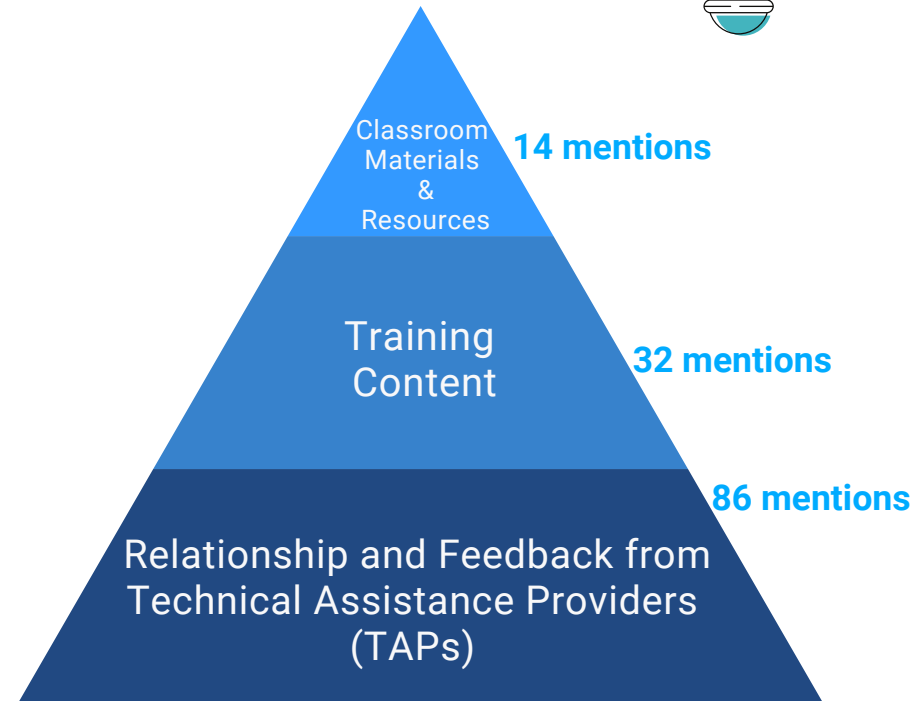 Classroom
Materials
&
Resources
14 mentions
Training
Content
32 mentions
86 mentions
Relationship and Feedback from
Technical Assistance Providers
(TAPs)